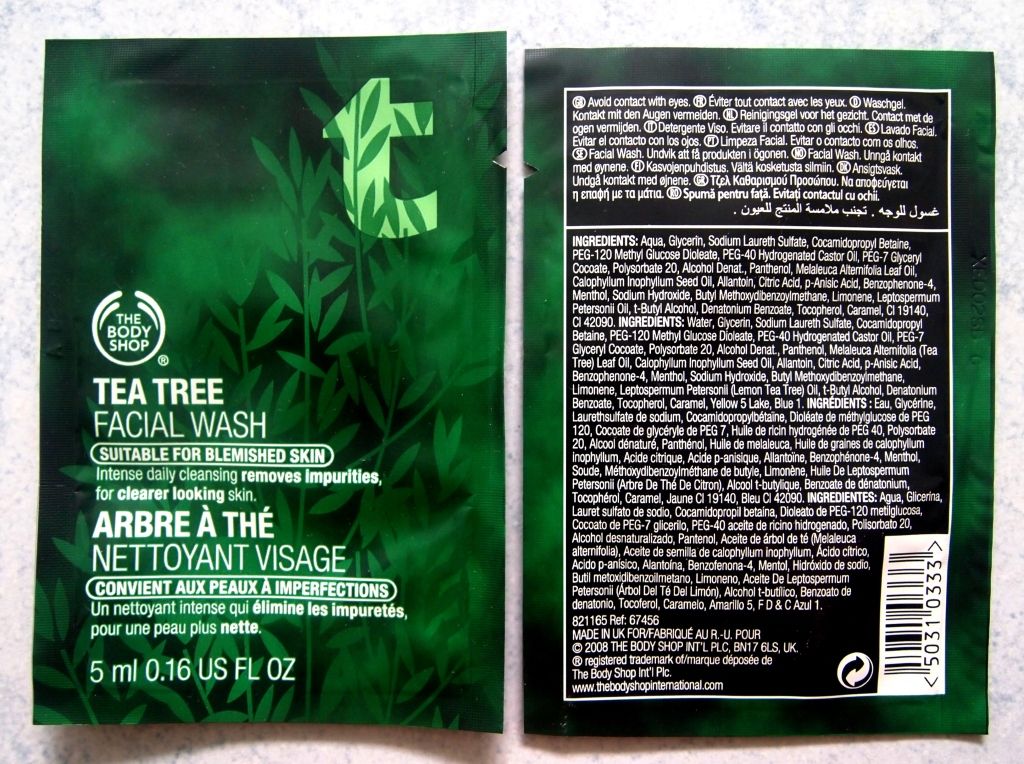 t
THE
BODY
SHOP
®
TEA TREE
FACIAL WASH
SUITABLE FOR BLEMISHED SKIN
Intense daily cleansing removes impurities,
for clearer looking skin.
ARBRE À THÉ
NETTOYANT VISAGE
CONVIENT AUX PEAUX À IMPERFECTIONS
Un nettoyant intense qui élimine les impuretés,
pour une peau plus nette.
5 ml 0.16 US FL OZ
GB Avoid contact with eyes. FR Éviter tout contact avec les yeux. D Waschgel.
Kontakt mit den Augen vermeiden. NL Reinigingsgel voor het gezicht. Contact met de
ogen vermijden. IT Detergente Viso. Evitare il contatto con gli occhi. ES Lavado Facial.
Evitar el contacto con los ojos. PT Limpeza Facial. Evitar o contacto com os olhos.
SE Facial Wash. Undvik att få produkten i ögonen. NO Facial Wash. Unngå kontakt
med øynene. FI Kasvojenpuhdistus. Vältä kosketusta silmiin. DK Ansigtsvask.
Undgå kontakt med øjnene. GR Τζελ Καθαρισμού Προσώπου. Να αποφεύγεται
η επαφή με τα μάτια. RO Spumă pentru faţă. Evitaţi contactul cu ochii.
غسول للوجه . تجنب ملامسة المنتج للعيون .
INGREDIENTS: Aqua, Glycerin, Sodium Laureth Sulfate, Cocamidopropyl Betaine,
PEG-120 Methyl Glucose Dioleate, PEG-40 Hydrogenated Castor Oil, PEG-7 Glyceryl
Cocoate, Polysorbate 20, Alcohol Denat., Panthenol, Melaleuca Alternifolia Leaf Oil,
Calophyllum Inophyllum Seed Oil, Allantoin, Citric Acid, p-Anisic Acid, Benzophenone-4,
Menthol, Sodium Hydroxide, Butyl Methoxydibenzoylmethane, Limonene, Leptospermum
Petersonii Oil, t-Butyl Alcohol, Denatonium Benzoate, Tocopherol, Caramel, CI 19140,
CI 42090. INGREDIENTS: Water, Glycerin, Sodium Laureth Sulfate, Cocamidopropyl
Betaine, PEG-120 Methyl Glucose Dioleate, PEG-40 Hydrogenated Castor Oil, PEG-7
Glyceryl Cocoate, Polysorbate 20, Alcohol Denat., Panthenol, Melaleuca Alternifolia (Tea
Tree) Leaf Oil, Calophyllum Inophyllum Seed Oil, Allantoin, Citric Acid, p-Anisic Acid,
Benzophenone-4, Menthol, Sodium Hydroxide, Butyl Methoxydibenzoylmethane,
Limonene, Leptospermum Petersonii (Lemon Tea Tree) Oil, t-Butyl Alcohol, Denatonium
Benzoate, Tocopherol, Caramel, Yellow 5 Lake, Blue 1. INGRÉDIENTS : Eau, Glycérine,
Laurethsulfate de sodium, Cocamidopropylbétaïne, Dioléate de méthylglucose de PEG
120, Cocoate de glycéryle de PEG 7, Huile de ricin hydrogénée de PEG 40, Polysorbate
20, Alcool dénaturé, Panthénol, Huile de melaleuca, Huile de graines de calophyllum
inophyllum, Acide citrique, Acide p-anisique, Allantoïne, Benzophénone-4, Menthol,
Soude, Méthoxydibenzoylméthane de butyle, Limonène, Huile De Leptospermum
Petersonii (Arbre De Thé De Citron), Alcool t-butylique, Benzoate de dénatonium,
Tocophérol, Caramel, Jaune CI 19140, Bleu CI 42090. INGREDIENTES: Agua, Glicerina,
Lauret sulfato de sodio, Cocamidopropil betaína, Dioleato de PEG-120 metilglucosa,
Cocoato de PEG-7 glicerilo, PEG-40 aceite de ricino hidrogenado, Polisorbato 20,
Alcohol desnaturalizado, Pantenol, Aceite de árbol de té (Melaleuca
alternifolia), Aceite de semilla de calophyllum inophyllum, Ácido cítrico,
Acido p-anísico, Alantoína, Benzofenona-4, Mentol, Hidróxido de sodio,
Butil metoxidibenzoilmetano, Limoneno, Aceite De Leptospermum
Petersonii (Árbol Del Té Del Limón), Alcohol t-butílico, Benzoato de
denatonio, Tocoferol, Caramelo, Amarillo 5, F D & C Azul 1.
821165 Ref: 67456
MADE IN UK FOR/FABRIQUÉ AU R.-U. POUR
© 2008 THE BODY SHOP INT'L PLC, BN17 6LS, UK.
® registered trademark of/marque déposée de
The Body Shop Int'l Plc.
www.thebodyshopinternational.com
<5031 0333>